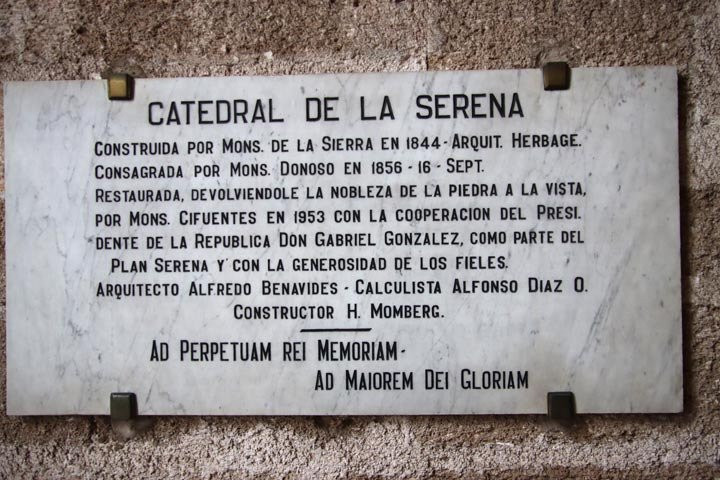 CATEDRAL DE LA SERENA
CONSTRUIDA POR MONS. DE LA SIERRA EN 1844 - ARQUIT. HERBAGE.
CONSAGRADA POR MONS. DONOSO EN 1856 - 16 - SEPT.
RESTAURADA, DEVOLVIENDOLE LA NOBLEZA DE LA PIEDRA A LA VISTA,
POR MONS. CIFUENTES EN 1953 CON LA COOPERACION DEL PRESI.
DENTE DE LA REPUBLICA DON GABRIEL GONZALEZ, COMO PARTE DEL
PLAN SERENA Y CON LA GENEROSIDAD DE LOS FIELES.
ARQUITECTO ALFREDO BENAVIDES - CALCULISTA ALFONSO DIAZ O.
CONSTRUCTOR H. MOMBERG.
AD PERPETUAM REI MEMORIAM -
AD MAIOREM DEI GLORIAM